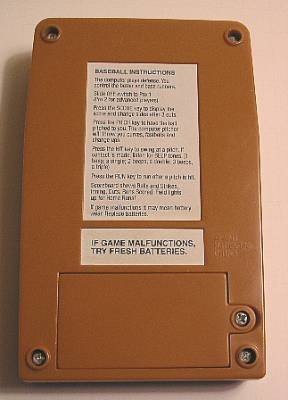 BASEBALL INSTRUCTIONS
The computer plays defense. You
control the batter and base runners.
Slide OFF switch to Pro 1
(Pro 2 for advanced players)
Press the SCORE key to display the
score and change sides after 3 outs.
Press the PITCH key to have the ball
pitched to you. The computer pitcher
will throw you curves, fastballs and
change ups.
Press the HIT key to swing at a pitch. If
contact is made, listen for BEEP tones. (1
beep, a single; 2 beeps, a double; 3 beeps,
a triple)
Press the RUN key to run after a pitch is hit.
Scoreboard shows Balls and Strikes,
Inning, Outs, Runs Scored. Field lights
up for Home Runs!
If game malfunctions it may mean battery
wear. Replace batteries.
IF GAME MALFUNCTIONS,
TRY FRESH BATTERIES.